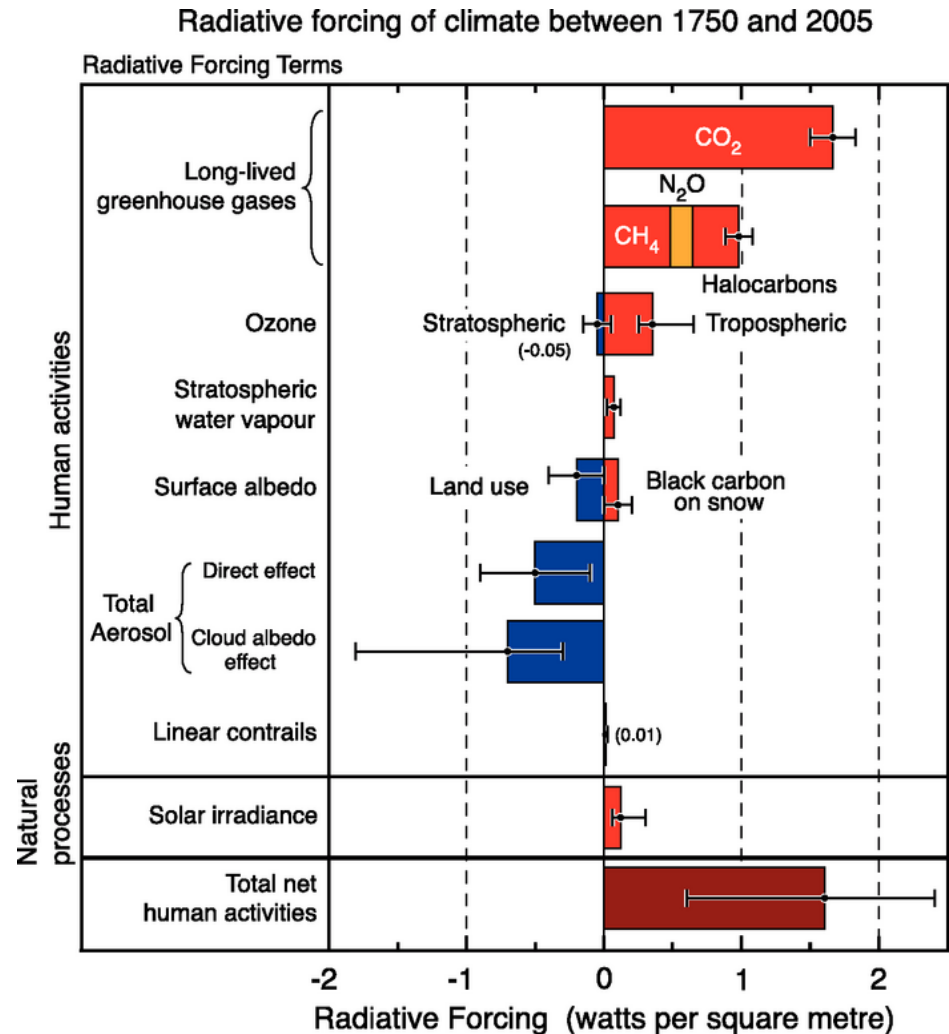 Radiative forcing of climate between 1750 and 2005
Radiative Forcing Terms
Human activities
Long-lived
greenhouse gases
CO₂
N₂O
CH₄
Halocarbons
Ozone
Stratospheric
(-0.05)
Tropospheric
Stratospheric
water vapour
Surface albedo
Land use
Black carbon
on snow
Total
Aerosol
Direct effect
Cloud albedo
effect
Linear contrails
(0.01)
Natural
processes
Solar irradiance
Total net
human activities
-2 -1 0 1 2
Radiative Forcing (watts per square metre)